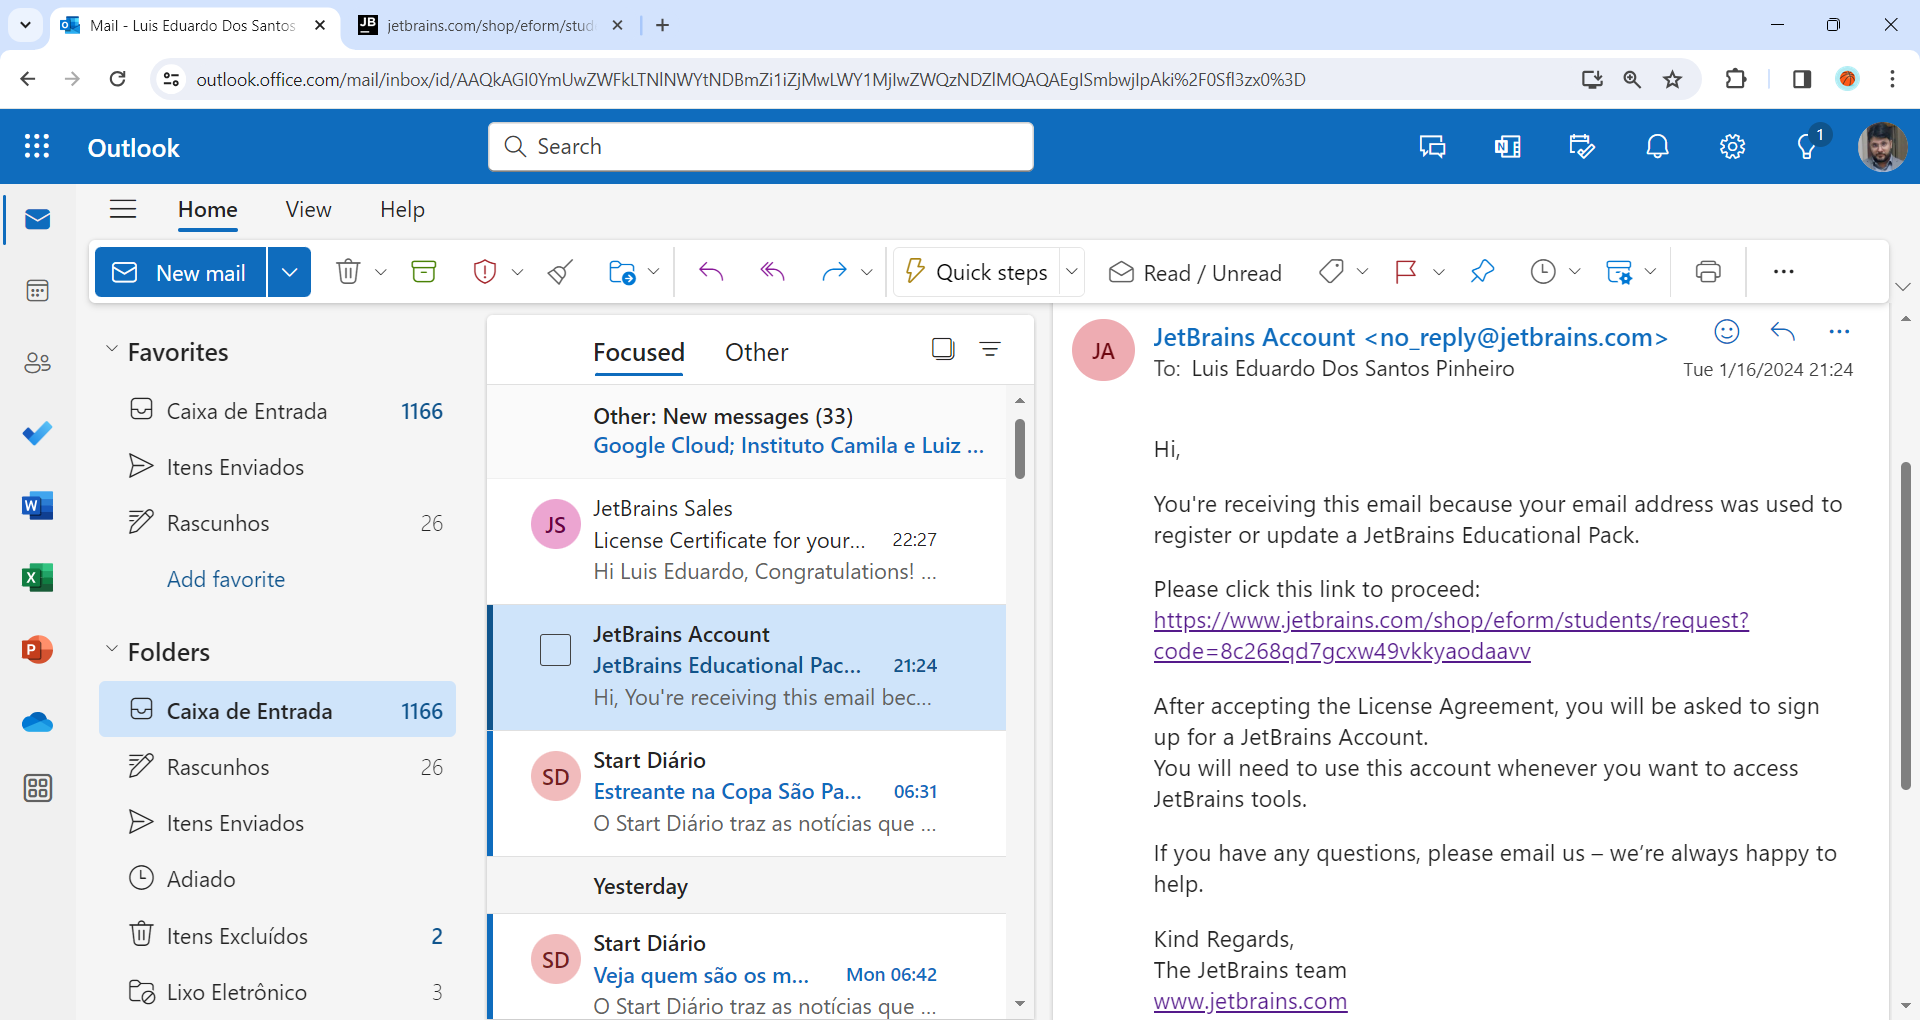 Mail - Luis Eduardo Dos Santos
jetbrains.com/shop/eform/stud
outlook.office.com/mail/inbox/id/AAQkAGI0YmUwZWFkLTNlNWYtNDBmZi1iZjMwLWY1MjIwZWQzNDZlMQAQAEgISmbwjIpAki%2F0Sfl3zx0%3D
Outlook
Search
1
Home
View
Help
New mail
Quick steps
Read / Unread
Favorites
Caixa de Entrada 1166
Itens Enviados
Rascunhos 26
Add favorite
Folders
Caixa de Entrada 1166
Rascunhos 26
Itens Enviados
Adiado
Itens Excluídos 2
Lixo Eletrônico 3
Focused
Other
Other: New messages (33)
Google Cloud; Instituto Camila e Luiz ...
JS
JetBrains Sales
License Certificate for your... 22:27
Hi Luis Eduardo, Congratulations! ...
JetBrains Account
JetBrains Educational Pac... 21:24
Hi, You're receiving this email bec...
SD
Start Diário
Estreante na Copa São Pa... 06:31
O Start Diário traz as notícias que ...
Yesterday
SD
Start Diário
Veja quem são os m... Mon 06:42
O Start Diário traz as notícias que ...
JA
JetBrains Account <no_reply@jetbrains.com>
To: Luis Eduardo Dos Santos Pinheiro
Tue 1/16/2024 21:24
Hi,
You're receiving this email because your email address was used to
register or update a JetBrains Educational Pack.
Please click this link to proceed:
https://www.jetbrains.com/shop/eform/students/request?
code=8c268qd7gcxw49vkkyaodaavv
After accepting the License Agreement, you will be asked to sign
up for a JetBrains Account.
You will need to use this account whenever you want to access
JetBrains tools.
If you have any questions, please email us – we’re always happy to
help.
Kind Regards,
The JetBrains team
www.jetbrains.com